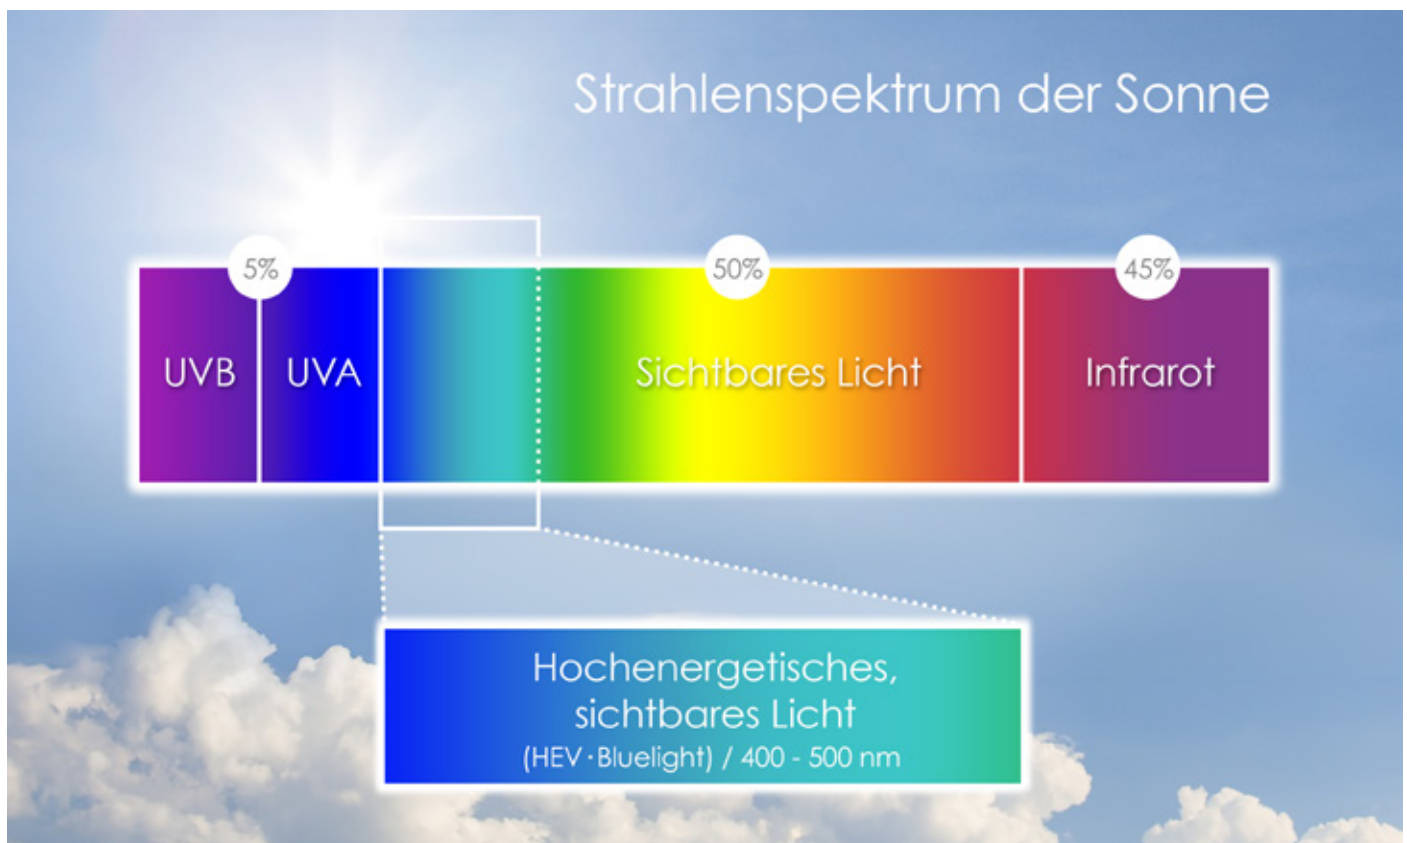 Strahlenspektrum der Sonne
5%
50%
45%
UVB
UVA
Sichtbares Licht
Infrarot
Hochenergetisches,
sichtbares Licht
(HEV·Bluelight) / 400 - 500 nm